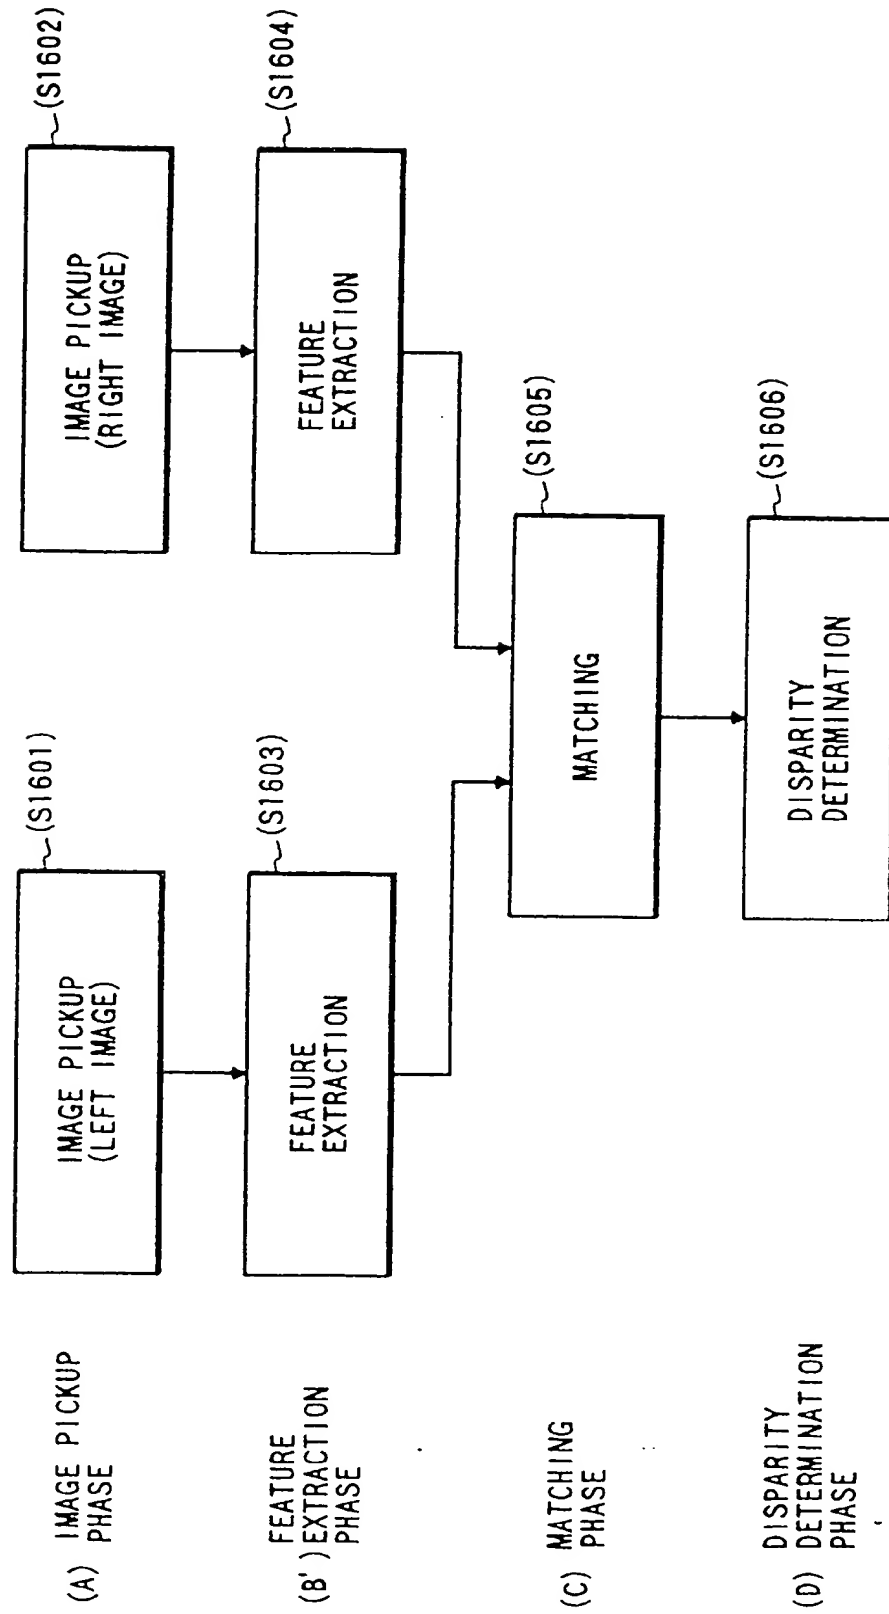 (A) IMAGE PICKUP
PHASE
IMAGE PICKUP
(LEFT IMAGE)
(S1601)
IMAGE PICKUP
(RIGHT IMAGE)
(S1602)
FEATURE
(B') EXTRACTION
PHASE
FEATURE
EXTRACTION
(S1603)
FEATURE
EXTRACTION
(S1604)
(C) MATCHING
PHASE
MATCHING
(S1605)
DISPARITY
(D) DETERMINATION
PHASE
DISPARITY
DETERMINATION
(S1606)